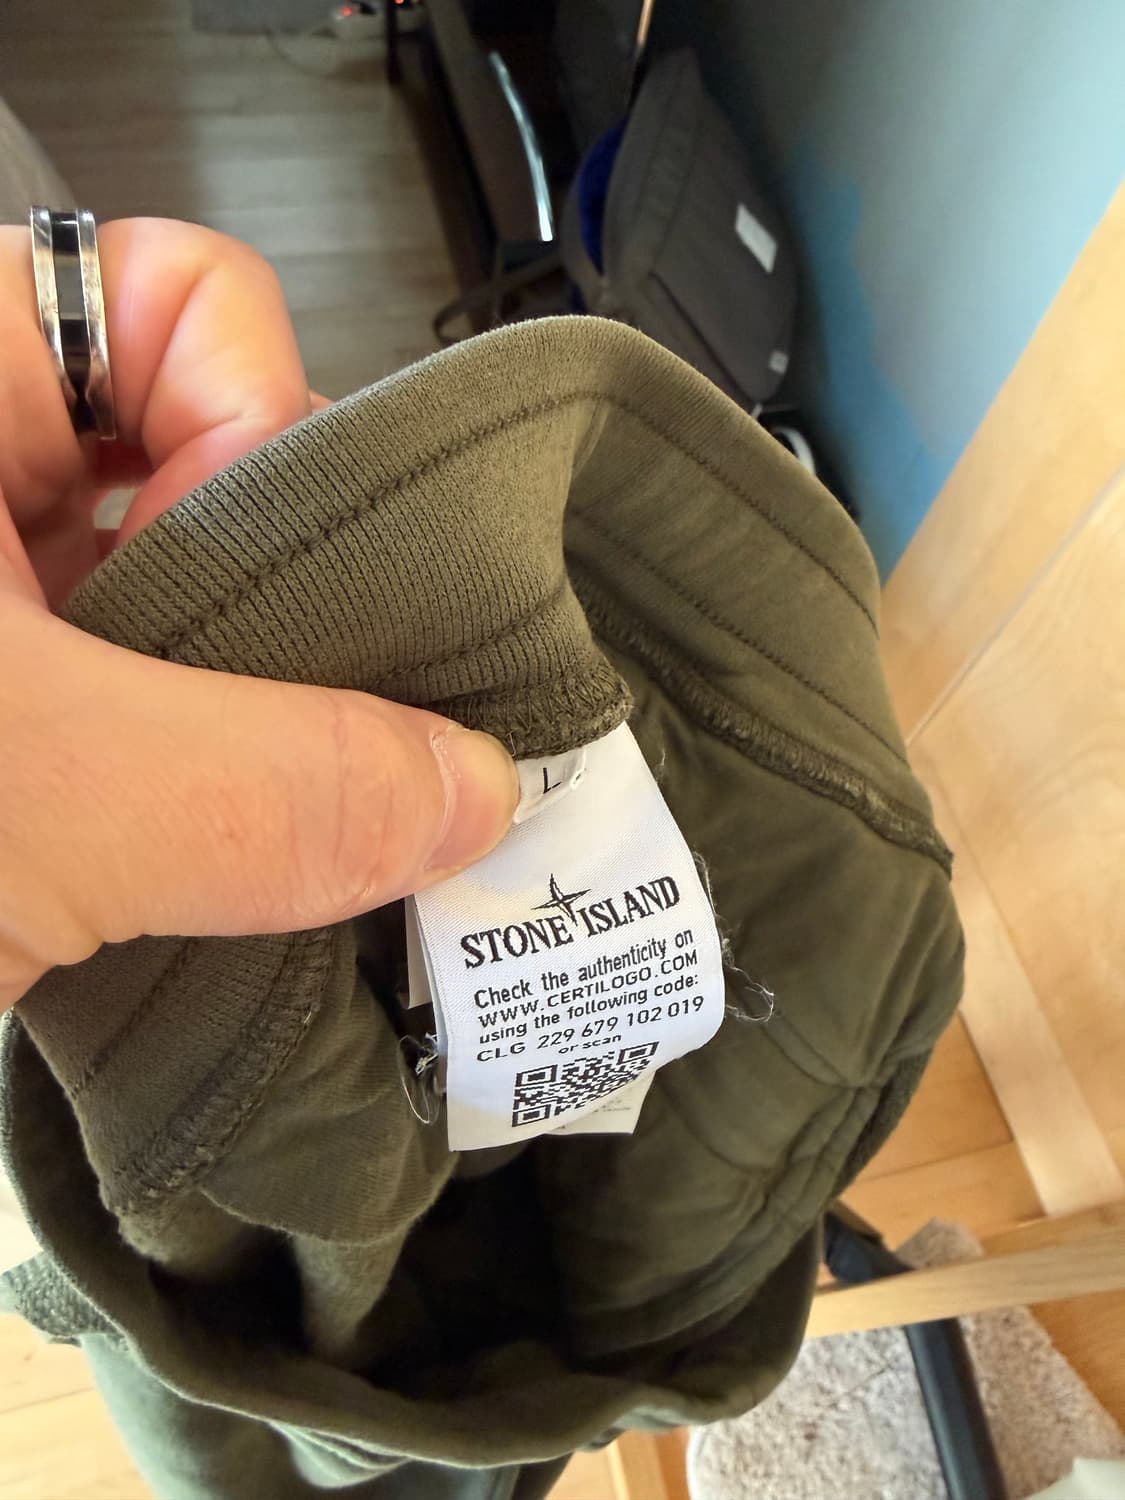 L
STONE ISLAND
Check the authenticity on
WWW.CERTILOGO.COM
using the following code:
CLG 229 679 102 019
or scan